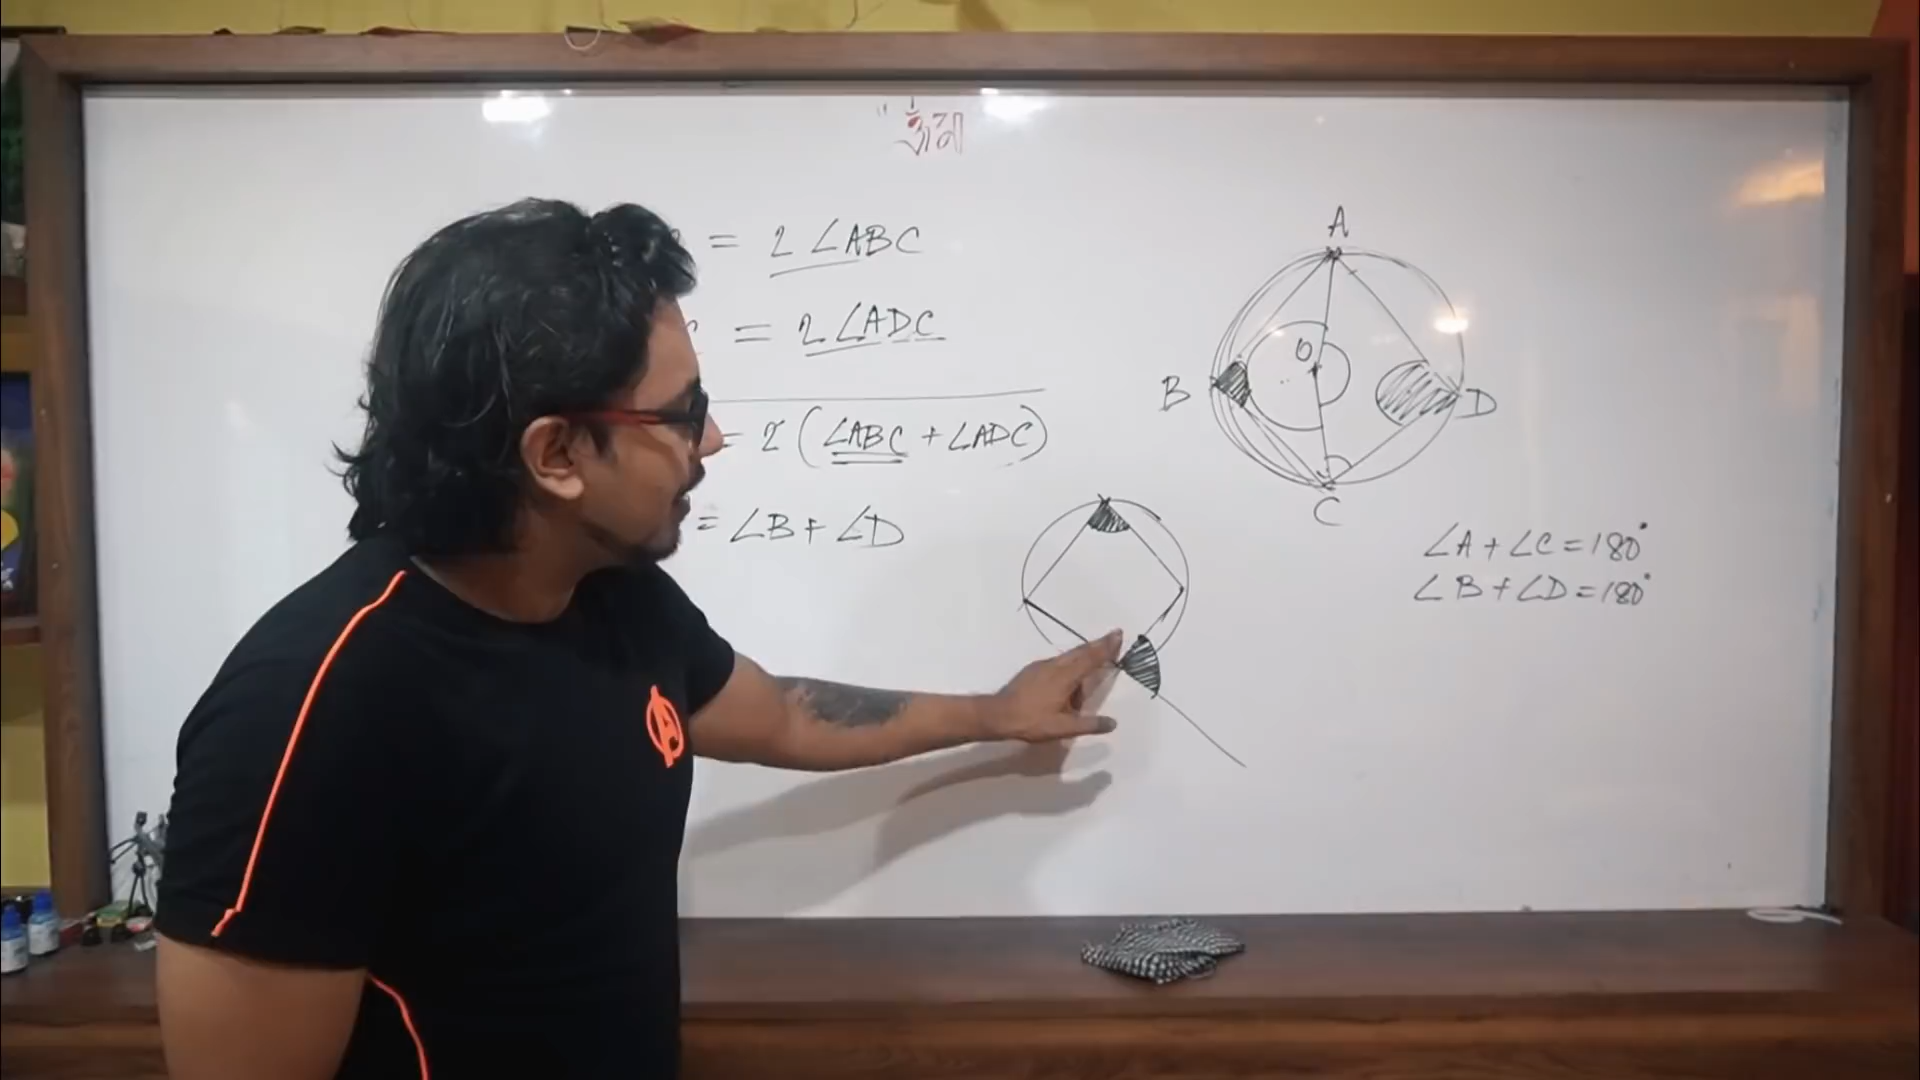 = 2 ∠ABC
= 2 ∠ADC
= 2 (∠ABC + ∠ADC)
= ∠B + ∠D
A
O
B
D
C
∠A + ∠C = 180°
∠B + ∠D = 180°